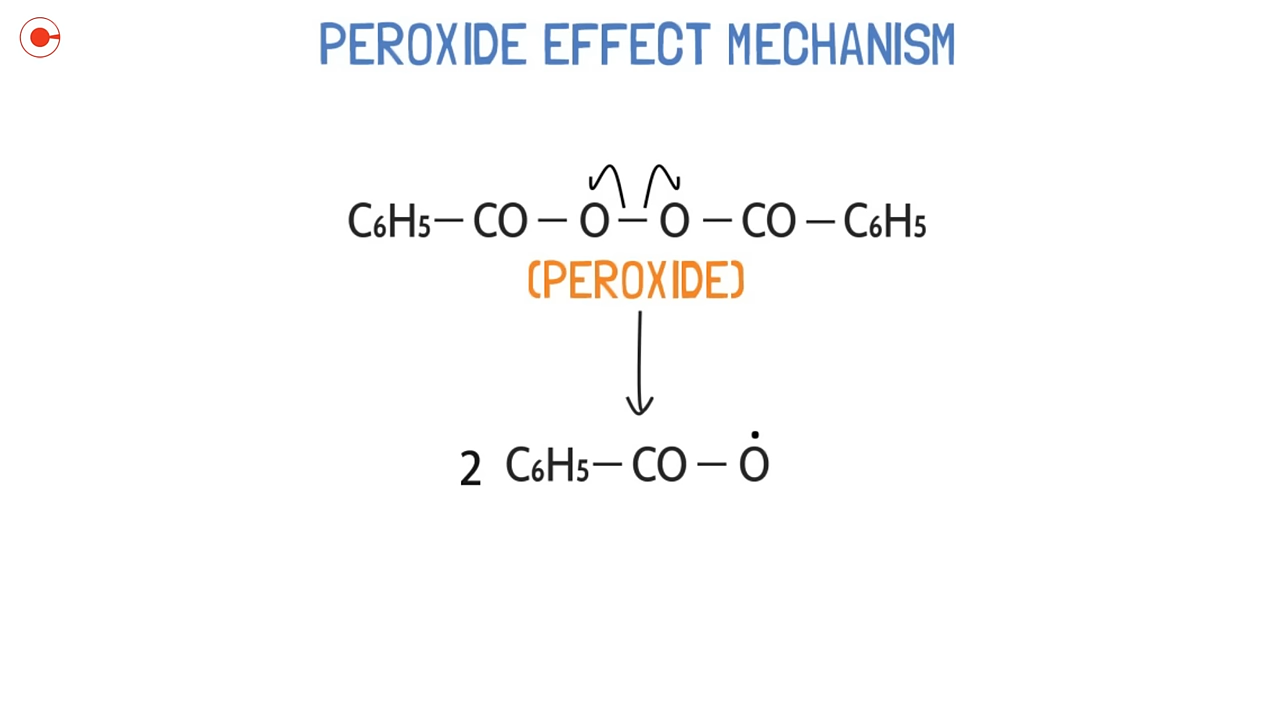 PEROXIDE EFFECT MECHANISM
C₆H₅—CO—O—O—CO—C₆H₅
(PEROXIDE)
2 C₆H₅—CO—Ȯ